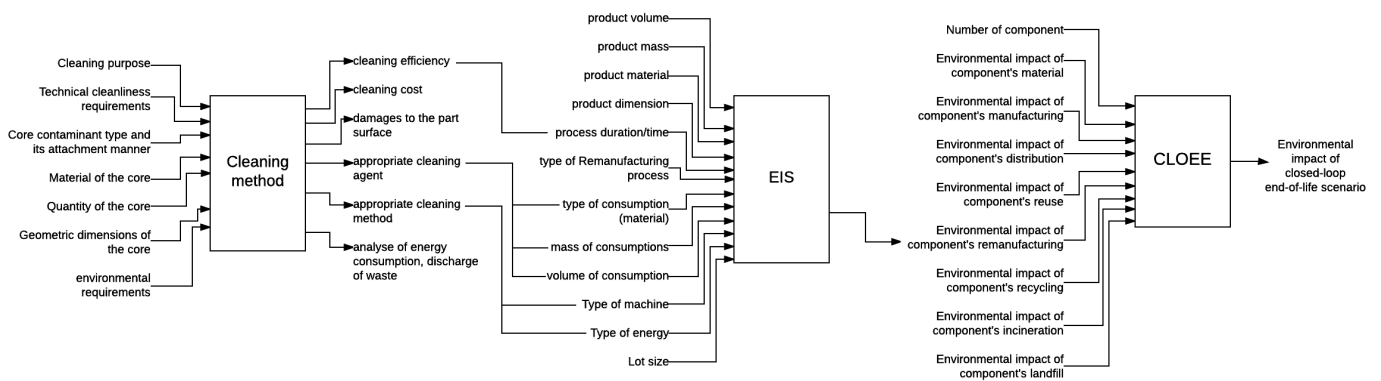 Cleaning purpose
Technical cleanliness
requirements
Core contaminant type and
its attachment manner
Material of the core
Quantity of the core
Geometric dimensions of
the core
environmental
requirements
Cleaning
method
cleaning efficiency
cleaning cost
damages to the part
surface
appropriate cleaning
agent
appropriate cleaning
method
analyse of energy
consumption, discharge
of waste
product volume
product mass
product material
product dimension
process duration/time
type of Remanufacturing
process
type of consumption
(material)
mass of consumptions
volume of consumption
Type of machine
Type of energy
Lot size
EIS
Number of component
Environmental impact of
component's material
Environmental impact of
component's manufacturing
Environmental impact of
component's distribution
Environmental impact of
component's reuse
Environmental impact of
component's remanufacturing
Environmental impact of
component's recycling
Environmental impact of
component's incineration
Environmental impact of
component's landfill
CLOEE
Environmental
impact of
closed-loop
end-of-life scenario